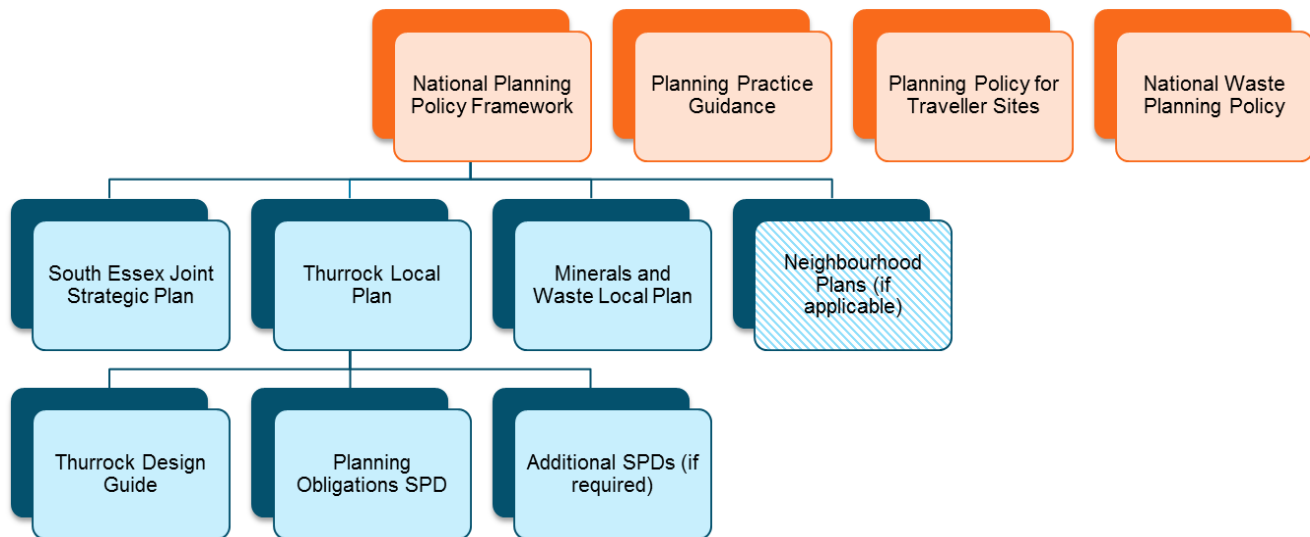 National Planning
Policy Framework
Planning Practice
Guidance
Planning Policy for
Traveller Sites
National Waste
Planning Policy
South Essex Joint
Strategic Plan
Thurrock Local
Plan
Minerals and
Waste Local Plan
Neighbourhood
Plans (if
applicable)
Thurrock Design
Guide
Planning
Obligations SPD
Additional SPDs (if
required)